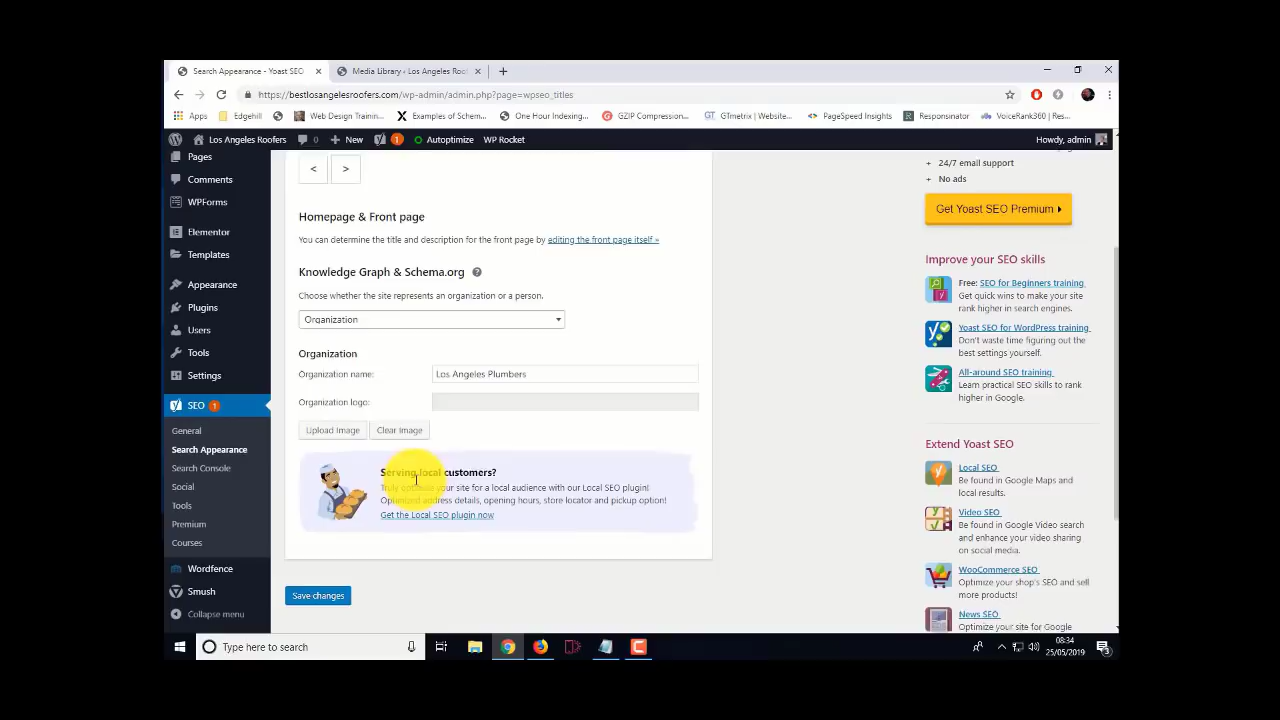 Search Appearance - Yoast SEO
Media Library ‹ Los Angeles Roo
https://bestlosangelesroofers.com/wp-admin/admin.php?page=wpseo_titles
Apps Edgehill Web Design Trainin... Examples of Schem... One Hour Indexing... GZIP Compression... GTmetrix | Website... PageSpeed Insights Responsinator VoiceRank360 | Res...
Los Angeles Roofers 0 New 1 Autoptimize WP Rocket Howdy, admin
Pages
Comments
WPForms
Elementor
Templates
Appearance
Plugins
Users
Tools
Settings
SEO 1
General
Search Appearance
Search Console
Social
Tools
Premium
Courses
Wordfence
Smush
Collapse menu
< >
Homepage & Front page
You can determine the title and description for the front page by editing the front page itself »
Knowledge Graph & Schema.org ?
Choose whether the site represents an organization or a person.
Organization
Organization
Organization name: Los Angeles Plumbers
Organization logo:
Upload Image Clear Image
Serving local customers?
Truly optimize your site for a local audience with our Local SEO plugin!
Optimized address details, opening hours, store locator and pickup option!
Get the Local SEO plugin now
Save changes
+ 24/7 email support
+ No ads
Get Yoast SEO Premium
Improve your SEO skills
Free: SEO for Beginners training
Get quick wins to make your site
rank higher in search engines.
Yoast SEO for WordPress training
Don't waste time figuring out the
best settings yourself.
All-around SEO training
Learn practical SEO skills to rank
higher in Google.
Extend Yoast SEO
Local SEO
Be found in Google Maps and
local results.
Video SEO
Be found in Google Video search
and enhance your video sharing
on social media.
WooCommerce SEO
Optimize your shop's SEO and sell
more products!
News SEO
Optimize your site for Google
Type here to search
08:34
25/05/2019
3